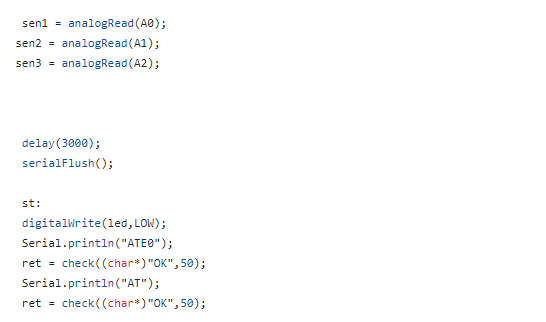 sen1 = analogRead(A0);
sen2 = analogRead(A1);
sen3 = analogRead(A2);
delay(3000);
serialFlush();
st:
digitalWrite(led,LOW);
Serial.println("ATE0");
ret = check((char*)"OK",50);
Serial.println("AT");
ret = check((char*)"OK",50);